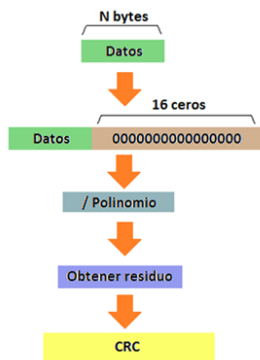 N bytes
Datos
16 ceros
Datos 0000000000000000
/ Polinomio
Obtener residuo
CRC